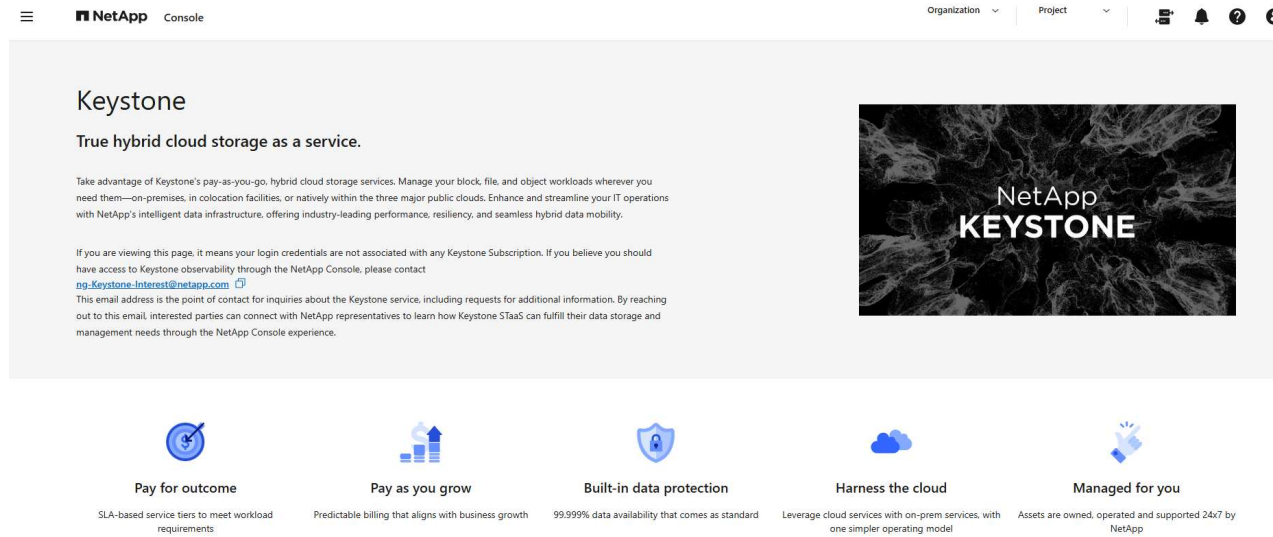 NetApp Console
Organization
Project
Keystone
True hybrid cloud storage as a service.
Take advantage of Keystone's pay-as-you-go, hybrid cloud storage services. Manage your block, file, and object workloads wherever you
need them—on-premises, in colocation facilities, or natively within the three major public clouds. Enhance and streamline your IT operations
with NetApp's intelligent data infrastructure, offering industry-leading performance, resiliency, and seamless hybrid data mobility.
If you are viewing this page, it means your login credentials are not associated with any Keystone Subscription. If you believe you should
have access to Keystone observability through the NetApp Console, please contact
ng-Keystone-Interest@netapp.com
This email address is the point of contact for inquiries about the Keystone service, including requests for additional information. By reaching
out to this email, interested parties can connect with NetApp representatives to learn how Keystone STaaS can fulfill their data storage and
management needs through the NetApp Console experience.
NetApp
KEYSTONE
Pay for outcome
SLA-based service tiers to meet workload
requirements
Pay as you grow
Predictable billing that aligns with business growth
Built-in data protection
99.999% data availability that comes as standard
Harness the cloud
Leverage cloud services with on-prem services, with
one simpler operating model
Managed for you
Assets are owned, operated and supported 24x7 by
NetApp